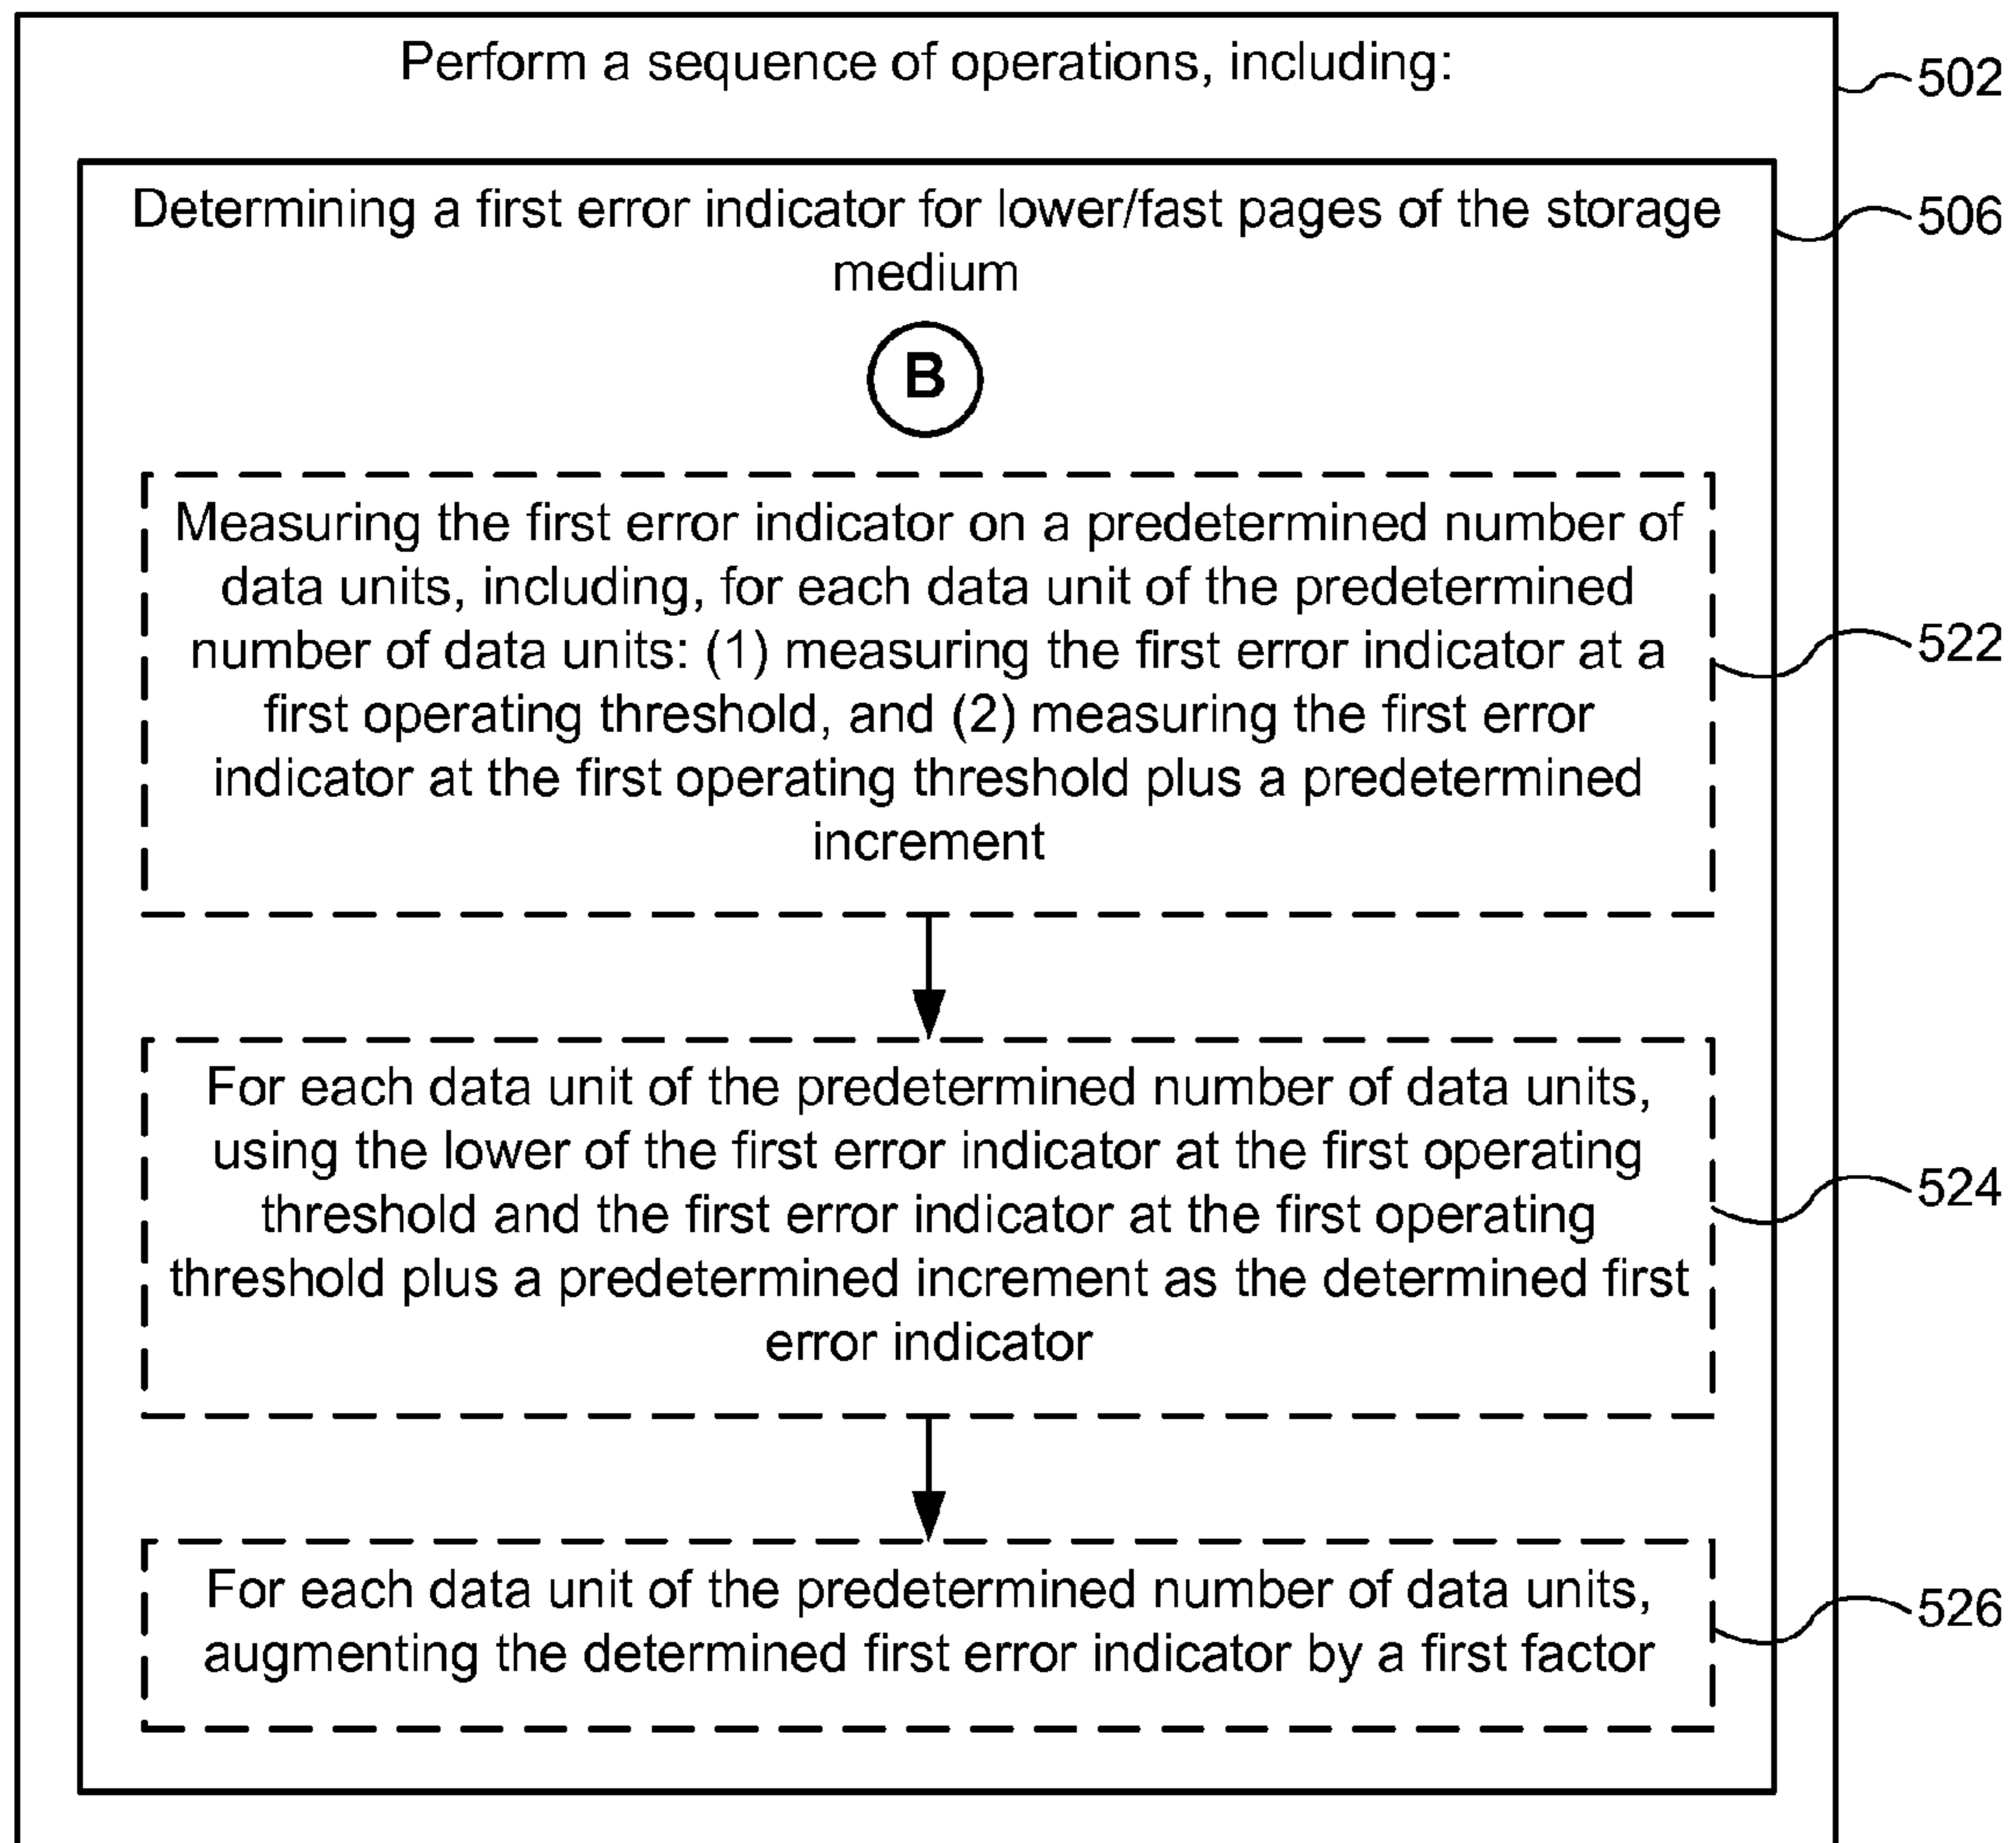 Perform a sequence of operations, including:
502
Determining a first error indicator for lower/fast pages of the storage
medium
506
B
Measuring the first error indicator on a predetermined number of
data units, including, for each data unit of the predetermined
number of data units: (1) measuring the first error indicator at a
first operating threshold, and (2) measuring the first error
indicator at the first operating threshold plus a predetermined
increment
522
For each data unit of the predetermined number of data units,
using the lower of the first error indicator at the first operating
threshold and the first error indicator at the first operating
threshold plus a predetermined increment as the determined first
error indicator
524
For each data unit of the predetermined number of data units,
augmenting the determined first error indicator by a first factor
526